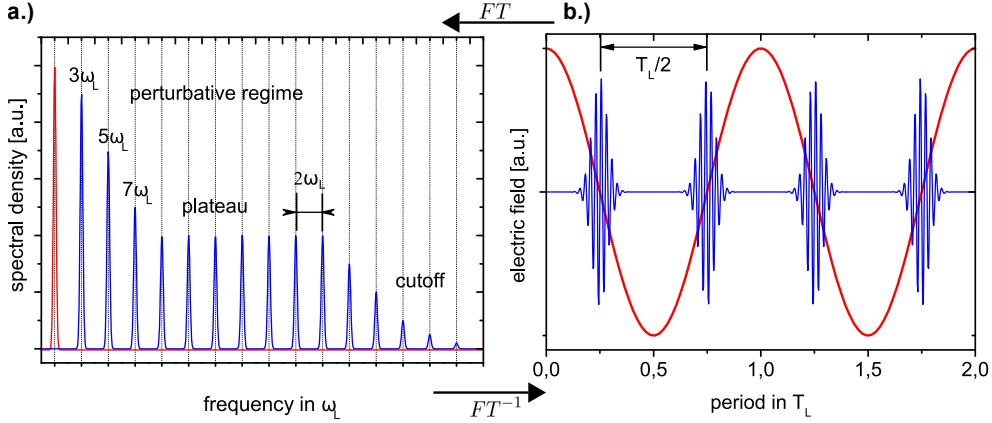 a.)
FT
b.)
3ω_L
perturbative regime
5ω_L
7ω_L
plateau
2ω_L
cutoff
spectral density [a.u.]
frequency in ω_L
FT⁻¹
T_L/2
electric field [a.u.]
0,0
0,5
1,0
1,5
2,0
period in T_L